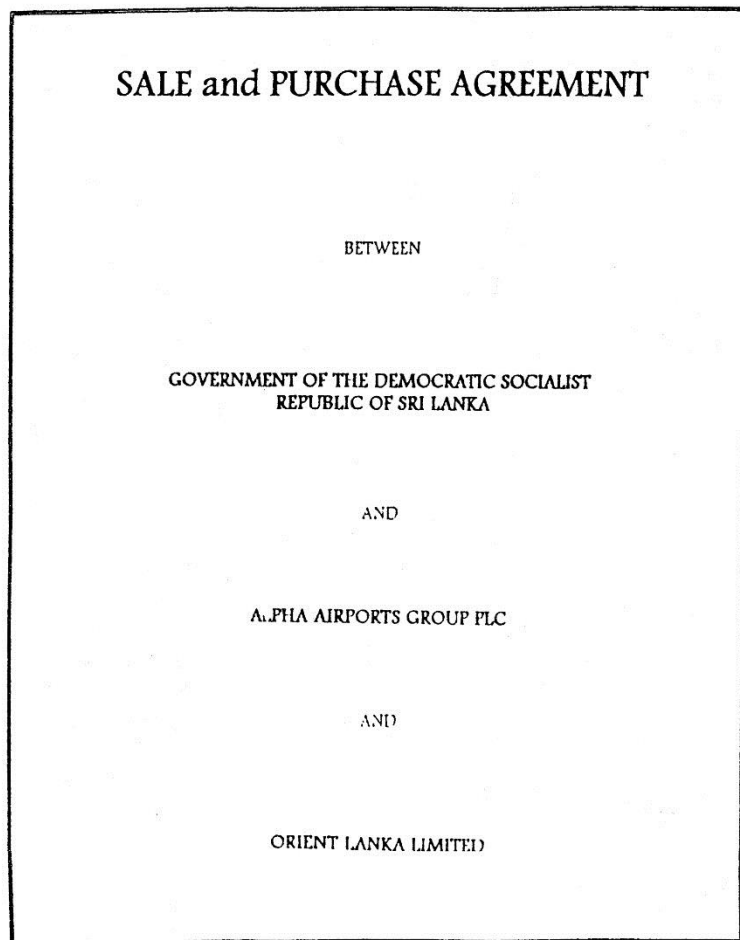 SALE and PURCHASE AGREEMENT
BETWEEN
GOVERNMENT OF THE DEMOCRATIC SOCIALIST
REPUBLIC OF SRI LANKA
AND
ALPHA AIRPORTS GROUP PLC
AND
ORIENT LANKA LIMITED